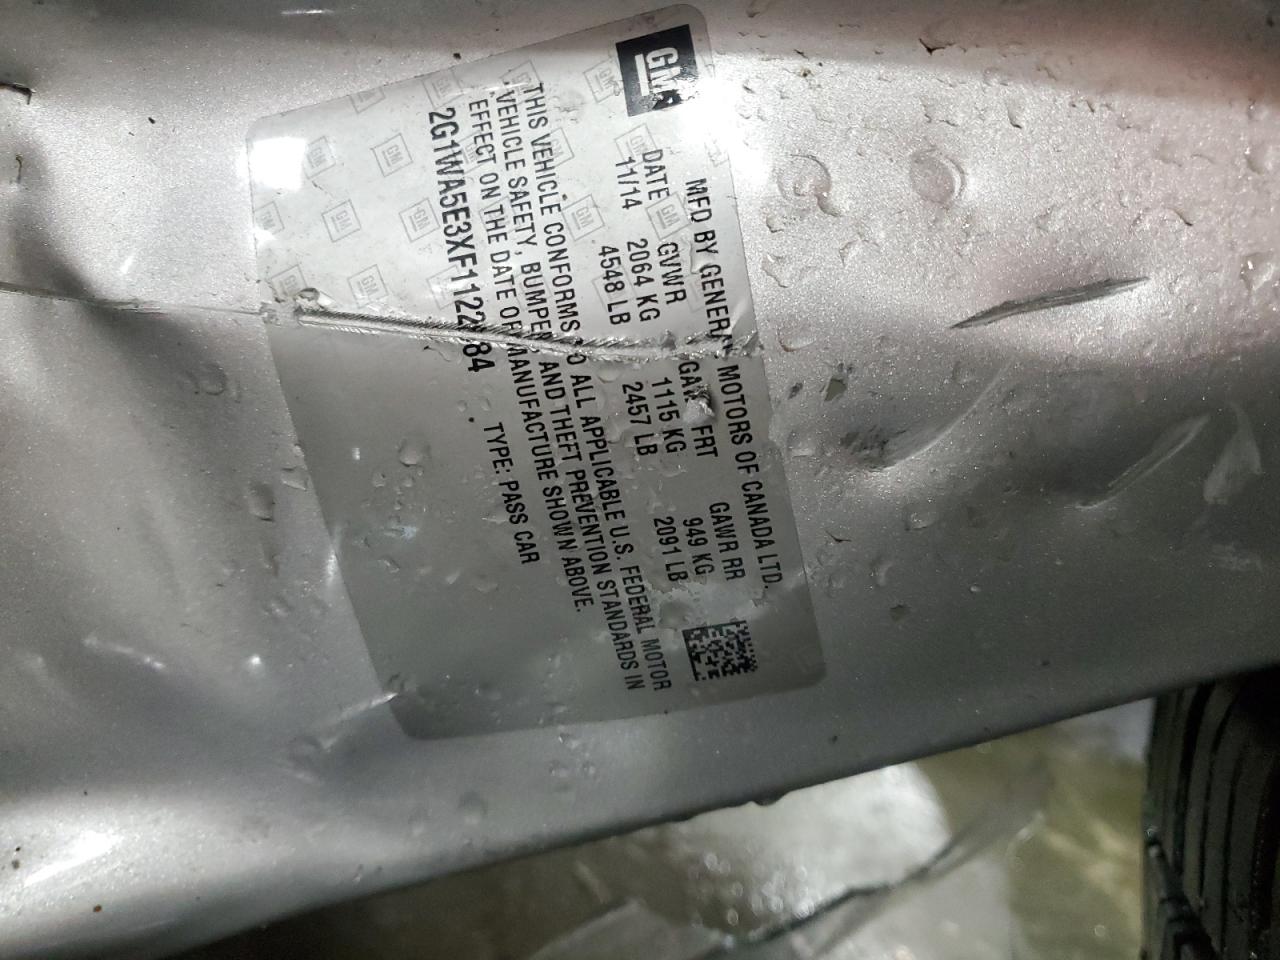 GM
MFD BY GENERAL MOTORS OF CANADA LTD.
DATE GVWR GAWR FRT GAWR RR
11/14 2064 KG 1115 KG 949 KG
4548 LB 2457 LB 2091 LB
THIS VEHICLE CONFORMS TO ALL APPLICABLE U.S. FEDERAL MOTOR
VEHICLE SAFETY, BUMPER AND THEFT PREVENTION STANDARDS IN
EFFECT ON THE DATE OF MANUFACTURE SHOWN ABOVE.
TYPE: PASS CAR